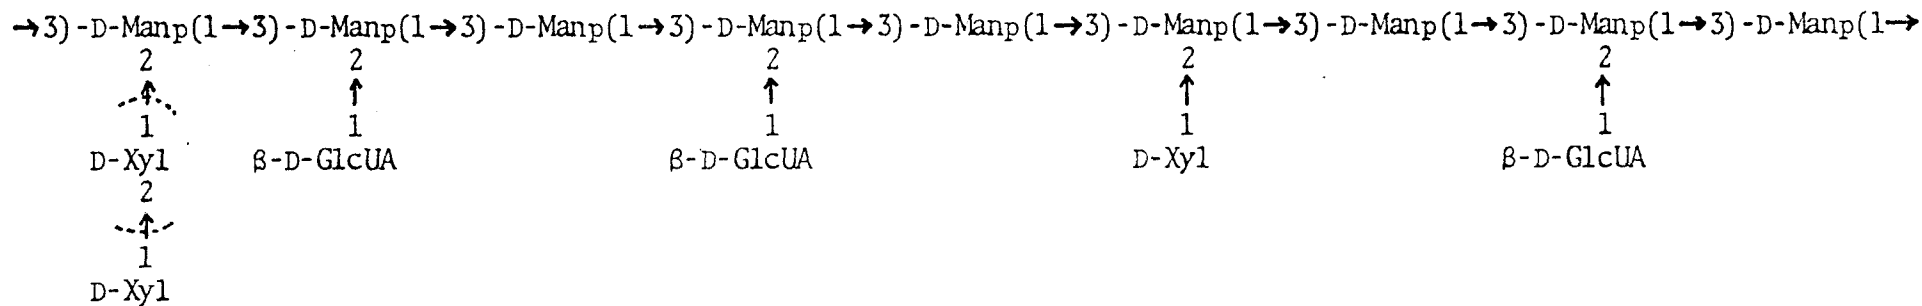 →3)-D-Manp(1→3)-D-Manp(1→3)-D-Manp(1→3)-D-Manp(1→3)-D-Manp(1→3)-D-Manp(1→3)-D-Manp(1→3)-D-Manp(1→3)-D-Manp(1→
2 2 2 2 2
↑ ↑ ↑ ↑ ↑
1 1 1 1 1
D-Xyl β-D-GlcUA β-D-GlcUA D-Xyl β-D-GlcUA
2
↑
1
D-Xyl